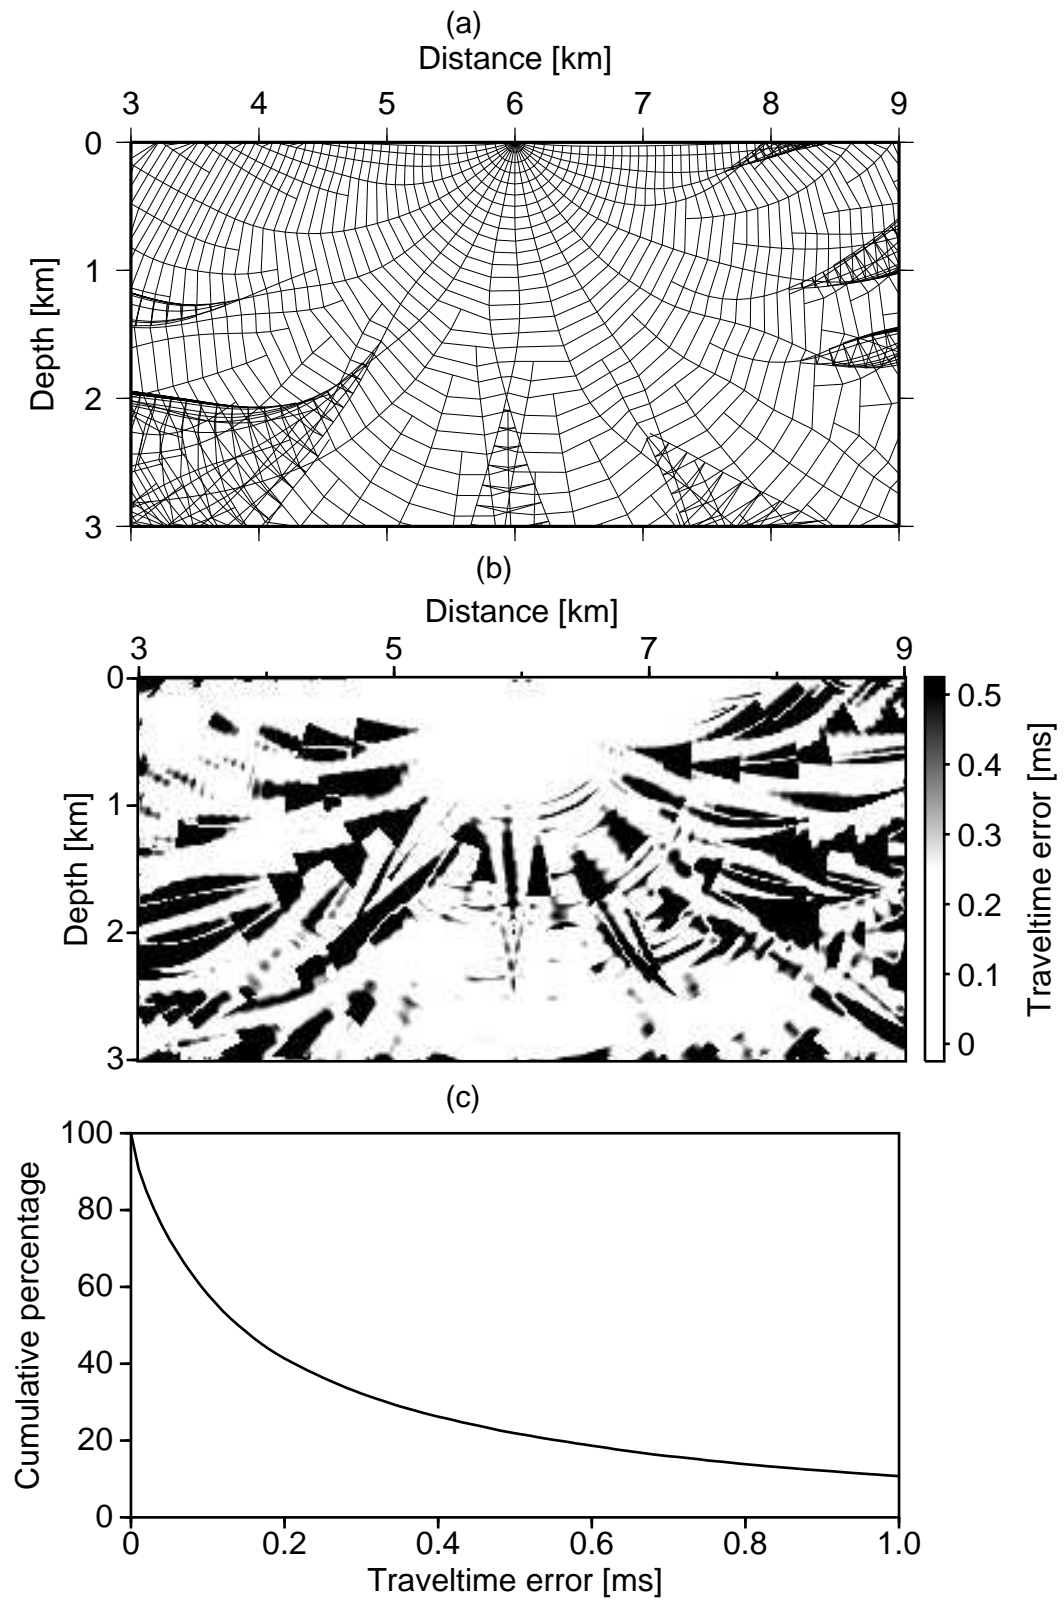 (a)
Distance [km]
3 4 5 6 7 8 9
0
1
2
3
Depth [km]
(b)
Distance [km]
3 5 7 9
0
1
2
3
Depth [km]
0.5
0.4
0.3
0.2
0.1
0
Traveltime error [ms]
(c)
100
80
60
40
20
0
Cumulative percentage
0 0.2 0.4 0.6 0.8 1.0
Traveltime error [ms]